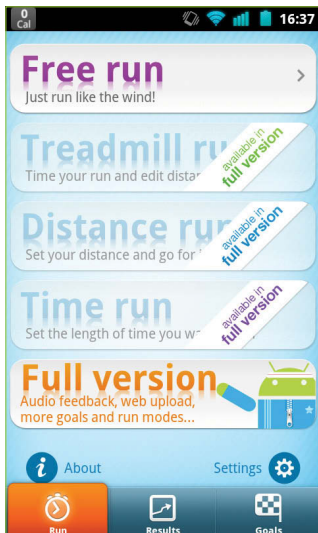 0
Cal
16:37
Free run
Just run like the wind!
Treadmill ru
available in
full version
Time your run and edit dista
Distance run
available in
full version
Set your distance and go for
Time run
available in
full version
Set the length of time you
Full version
Audio feedback, web upload,
more goals and run modes...
i About
Settings
Run
Results
Goals